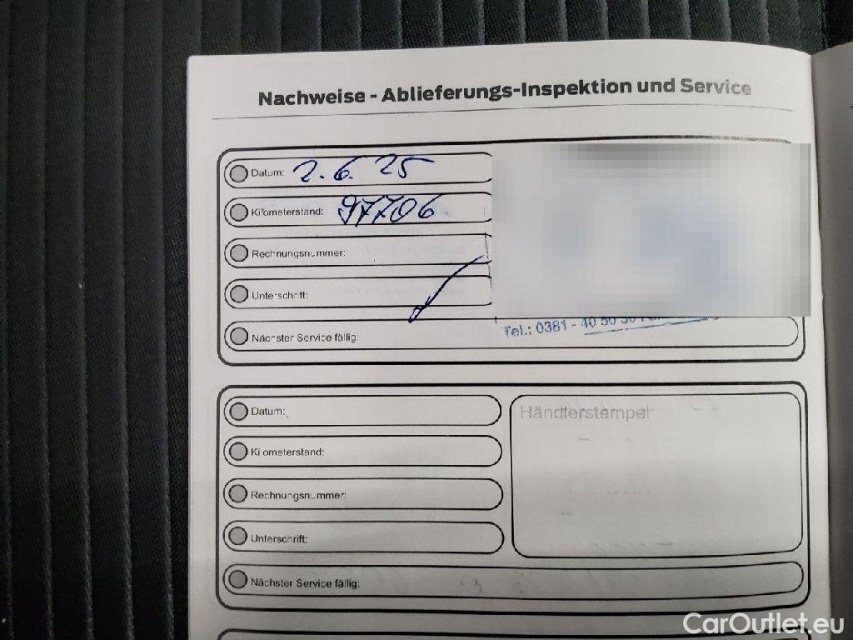 Nachweise - Ablieferungs-Inspektion und Service
Datum: 2.6.25
Kilometerstand: 97706
Rechnungsnummer:
Unterschrift:
Nächster Service fällig:
Tel.: 0381 - 40 50
Datum:
Händlerstempel
Kilometerstand:
Rechnungsnummer:
Unterschrift:
Nächster Service fällig:
CarOutlet.eu